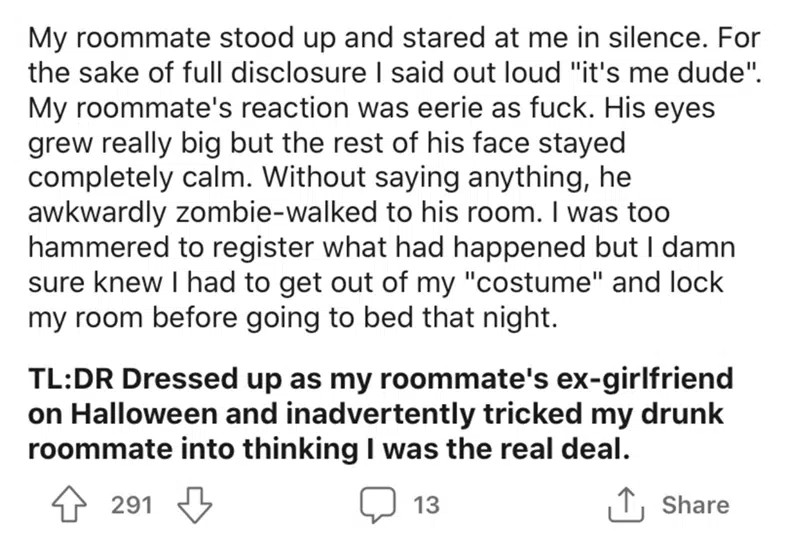 My roommate stood up and stared at me in silence. For
the sake of full disclosure I said out loud "it's me dude".
My roommate's reaction was eerie as fuck. His eyes
grew really big but the rest of his face stayed
completely calm. Without saying anything, he
awkwardly zombie-walked to his room. I was too
hammered to register what had happened but I damn
sure knew I had to get out of my "costume" and lock
my room before going to bed that night.
TL:DR Dressed up as my roommate's ex-girlfriend
on Halloween and inadvertently tricked my drunk
roommate into thinking I was the real deal.
291 13 Share